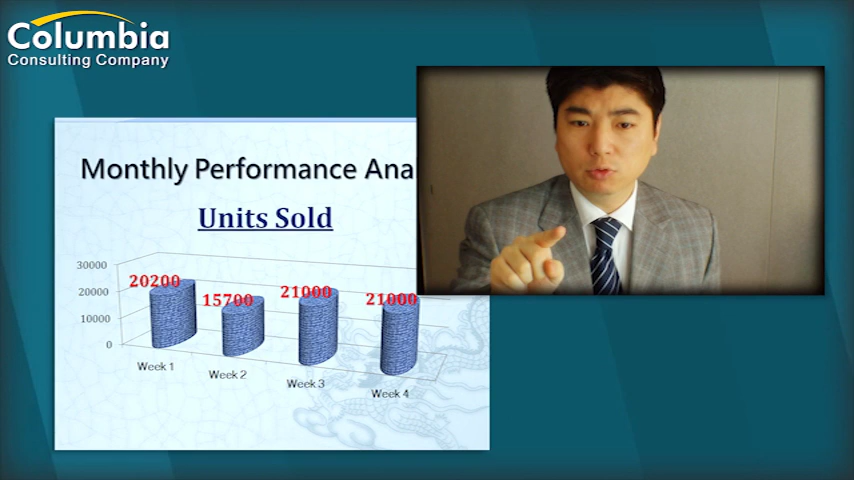 Columbia
Consulting Company
Monthly Performance Ana
Units Sold
30000
20000
10000
0
20200
15700
21000
21000
Week 1
Week 2
Week 3
Week 4